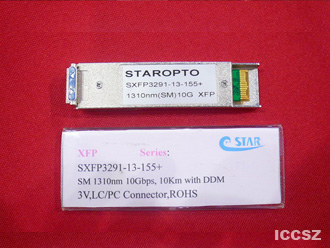 STAROPTO
SXFP3291-13-155+
1310nm(SM)10G XFP
XFP Series:
STAR
SXFP3291-13-155+
SM 1310nm 10Gbps, 10Km with DDM
3V,LC/PC Connector,ROHS
ICCSZ